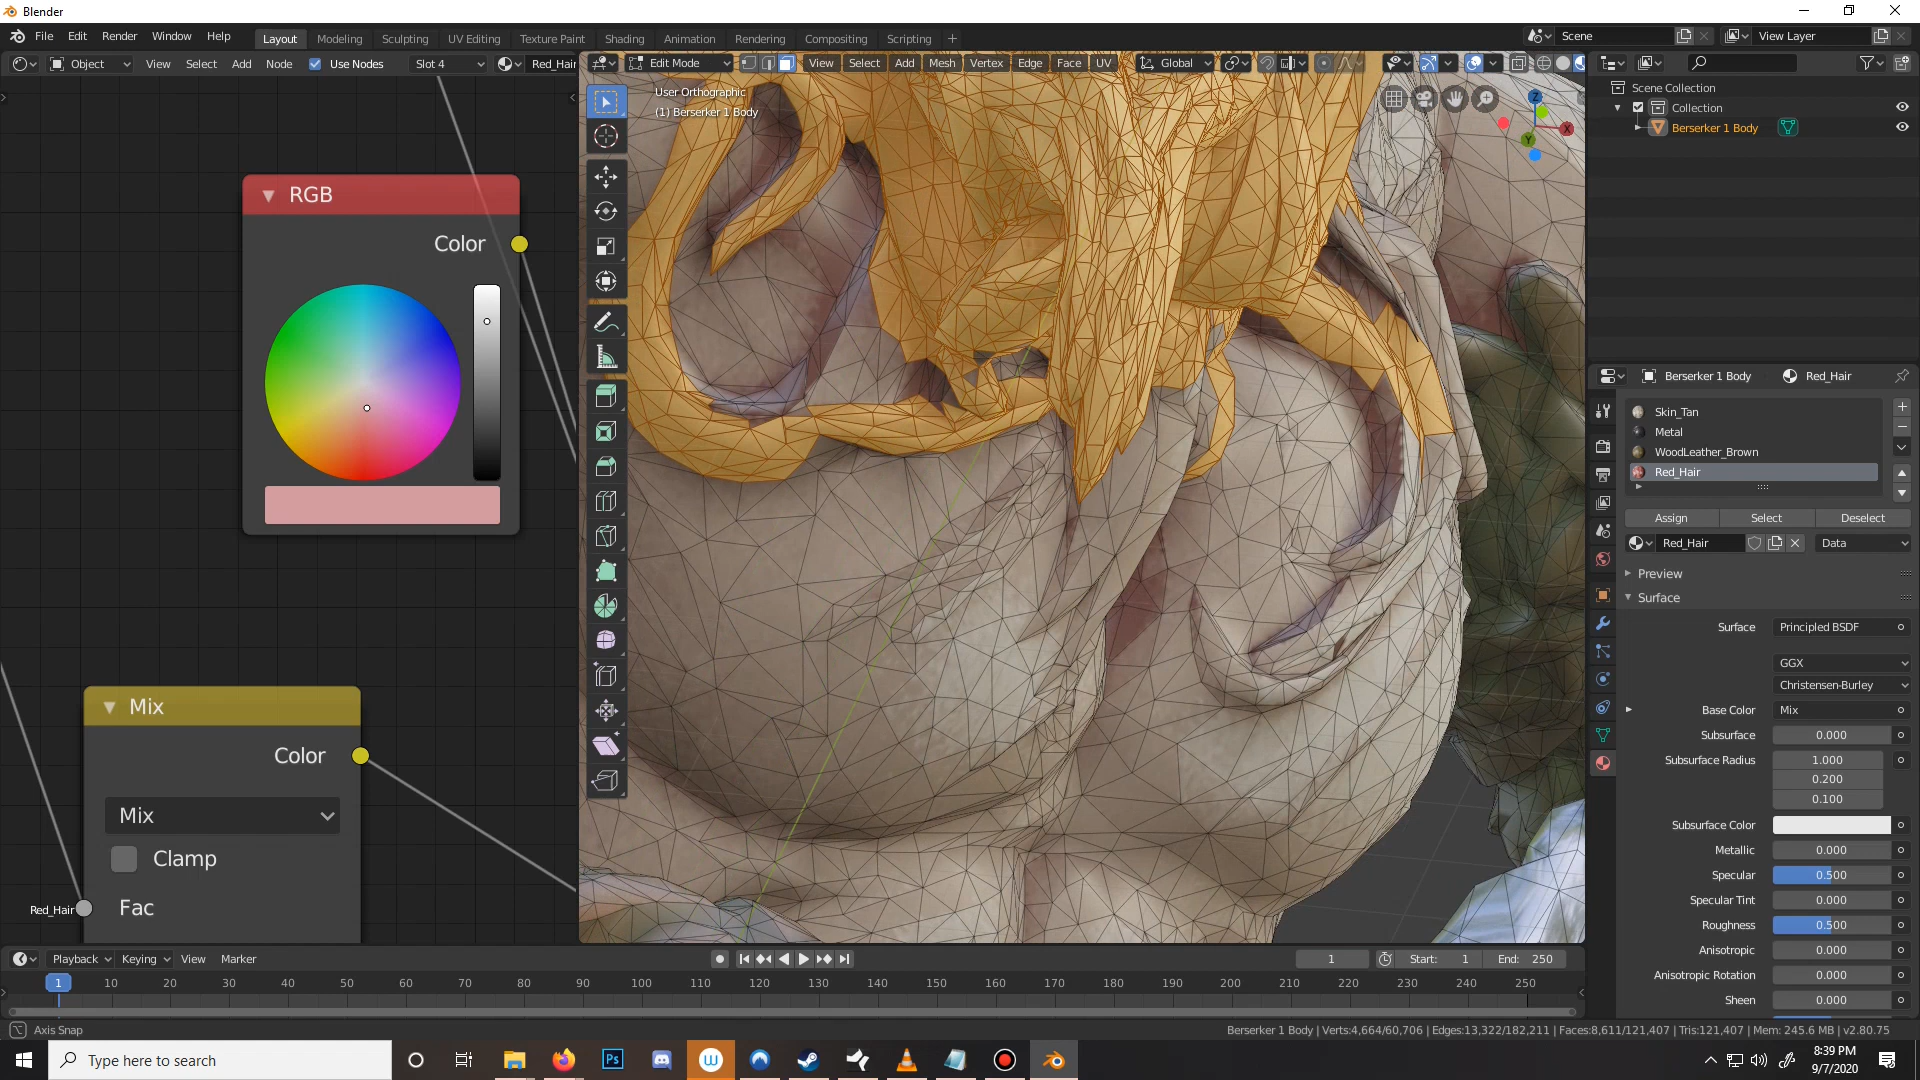 Blender
File Edit Render Window Help
Layout Modeling Sculpting UV Editing Texture Paint Shading Animation Rendering Compositing Scripting
Scene
View Layer
Object View Select Add Node Use Nodes Slot 4 Red_Hair
Edit Mode View Select Add Mesh Vertex Edge Face UV Global
User Orthographic
(1) Berserker 1 Body
Z
X
Y
RGB
Color
Mix
Color
Mix
Clamp
Fac
Red_Hair
Scene Collection
Collection
Berserker 1 Body
Berserker 1 Body Red_Hair
Skin_Tan
Metal
WoodLeather_Brown
Red_Hair
Assign Select Deselect
Red_Hair Data
Preview
Surface
Surface Principled BSDF
GGX
Christensen-Burley
Base Color Mix
Subsurface 0.000
Subsurface Radius 1.000
0.200
0.100
Subsurface Color
Metallic 0.000
Specular 0.500
Specular Tint 0.000
Roughness 0.500
Anisotropic 0.000
Anisotropic Rotation 0.000
Sheen 0.000
Playback Keying View Marker
1 Start: 1 End: 250
1 10 20 30 40 50 60 70 80 90 100 110 120 130 140 150 160 170 180 190 200 210 220 230 240 250
Axis Snap
Berserker 1 Body | Verts:4,664/60,706 | Edges:13,322/182,211 | Faces:8,611/121,407 | Tris:121,407 | Mem: 245.6 MB | v2.80.75
Type here to search
Ps
W
8:39 PM
9/7/2020